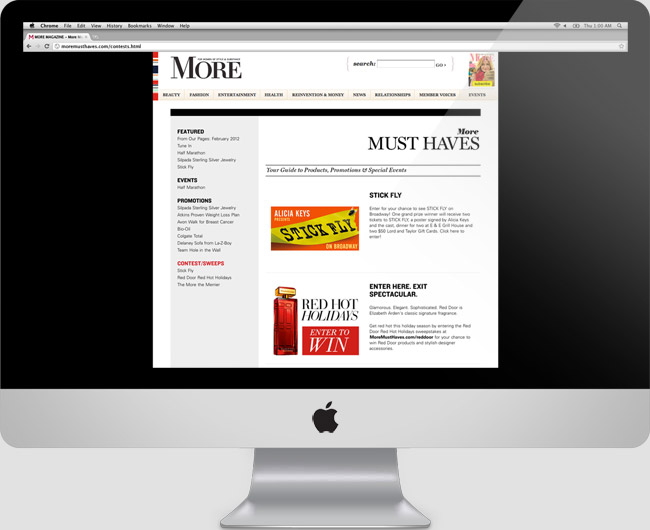 Chrome File Edit View History Bookmarks Window Help
Thu 1:00 AM
MORE MAGAZINE – More M
moremusthaves.com/contests.html
MORE
search:
GO
subscribe
BEAUTY FASHION ENTERTAINMENT HEALTH REINVENTION & MONEY NEWS RELATIONSHIPS MEMBER VOICES EVENTS
More
MUST HAVES
Your Guide to Products, Promotions & Special Events
FEATURED
From Our Pages: February 2012
Tune In
Half Marathon
Silpada Sterling Silver Jewelry
Stick Fly
EVENTS
Half Marathon
PROMOTIONS
Silpada Sterling Silver Jewelry
Atkins Proven Weight Loss Plan
Avon Walk for Breast Cancer
Bio-Oil
Colgate Total
Delaney Sofa from La-Z-Boy
Team Hole in the Wall
CONTEST/SWEEPS
Stick Fly
Red Door Red Hot Holidays
The More the Merrier
ALICIA KEYS
PRESENTS
STICK FLY
ON BROADWAY
STICK FLY
Enter for your chance to see STICK FLY on
Broadway! One grand prize winner will receive two
tickets to STICK FLY, a poster signed by Alicia Keys
and the cast, dinner for two at E & E Grill House and
two $50 Lord and Taylor Gift Cards. Click here to
enter!
RED HOT
HOLIDAYS
ENTER TO
WIN
ENTER HERE. EXIT
SPECTACULAR.
Glamorous. Elegant. Sophisticated. Red Door is
Elizabeth Arden's classic signature fragrance.
Get red hot this holiday season by entering the Red
Door Red Hot Holidays sweepstakes at
MoreMustHaves.com/reddoor for your chance to
win Red Door products and stylish designer
accessories.